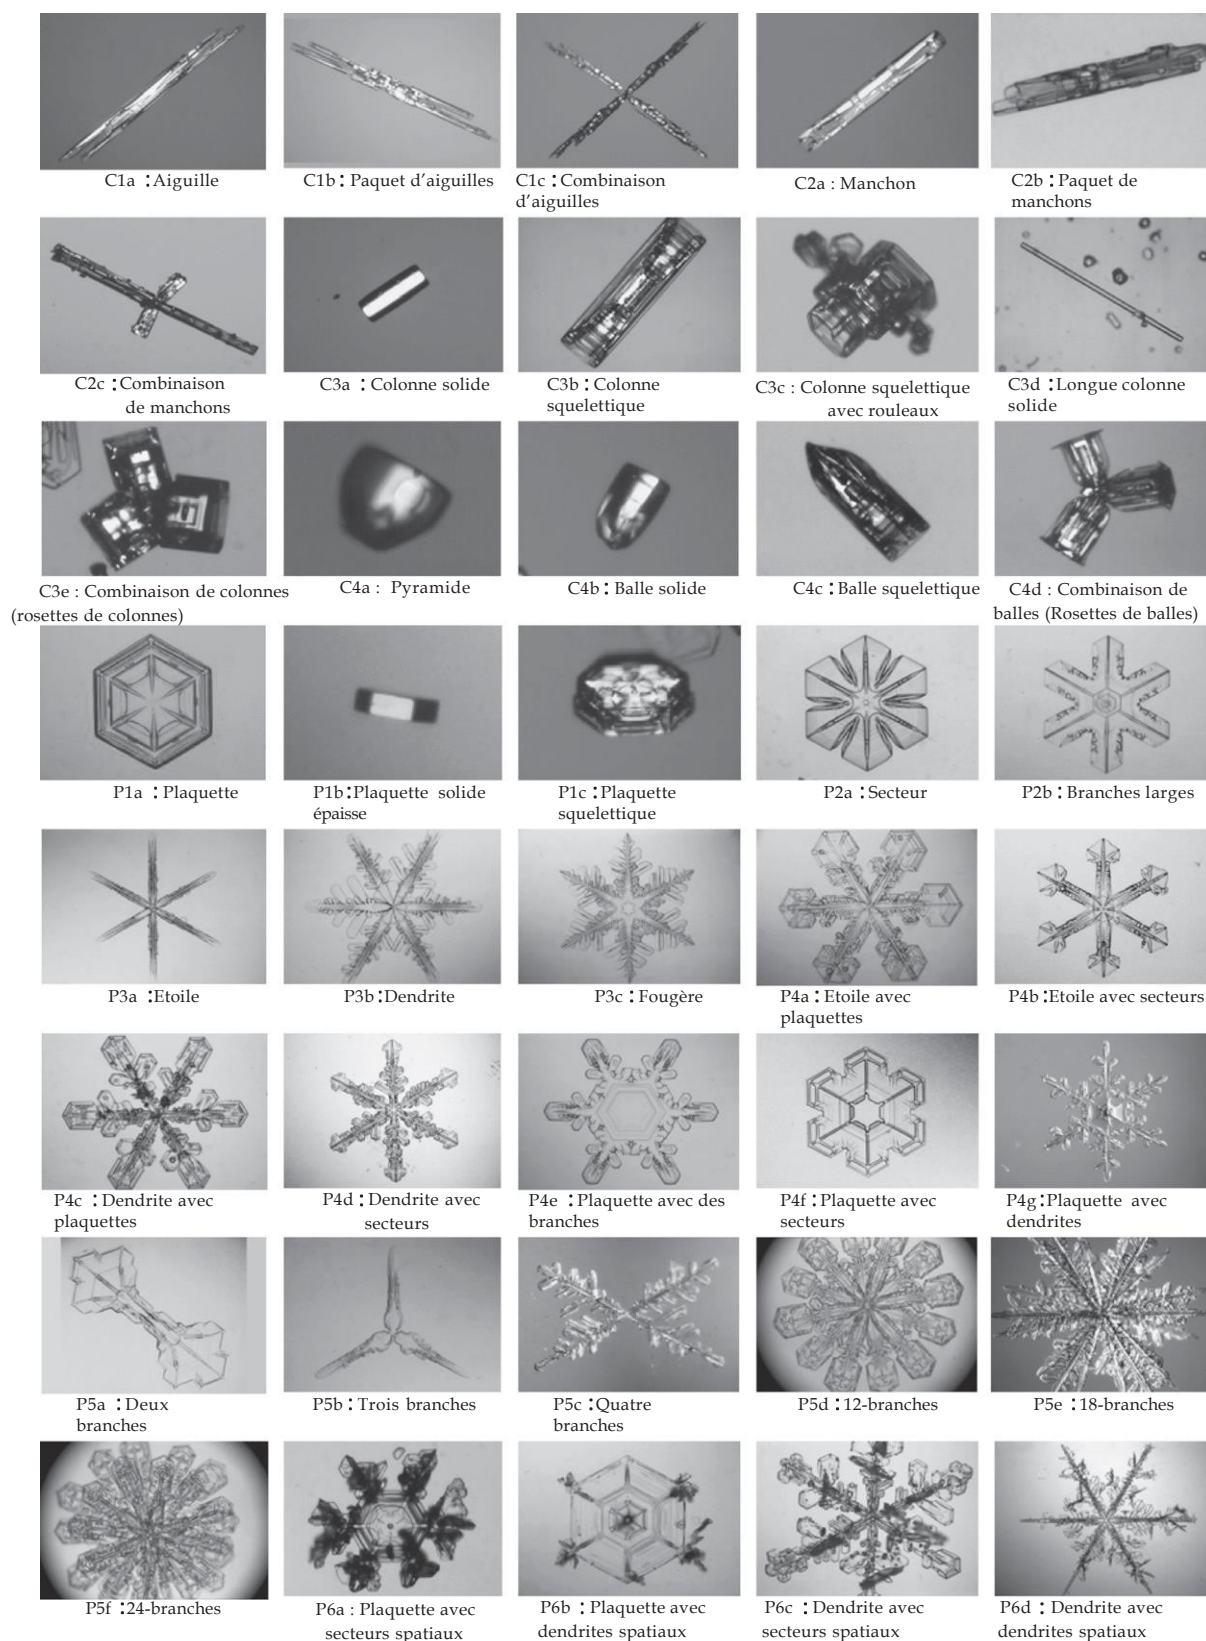 C1a : Aiguille
C1b : Paquet d'aiguilles
C1c : Combinaison
d'aiguilles
C2a : Manchon
C2b : Paquet de
manchons
C2c : Combinaison
de manchons
C3a : Colonne solide
C3b : Colonne
squelettique
C3c : Colonne squelettique
avec rouleaux
C3d : Longue colonne
solide
C3e : Combinaison de colonnes
(rosettes de colonnes)
C4a : Pyramide
C4b : Balle solide
C4c : Balle squelettique
C4d : Combinaison de
balles (Rosettes de balles)
P1a : Plaquette
P1b : Plaquette solide
épaisse
P1c : Plaquette
squelettique
P2a : Secteur
P2b : Branches larges
P3a : Etoile
P3b : Dendrite
P3c : Fougère
P4a : Etoile avec
plaquettes
P4b : Etoile avec secteurs
P4c : Dendrite avec
plaquettes
P4d : Dendrite avec
secteurs
P4e : Plaquette avec des
branches
P4f : Plaquette avec
secteurs
P4g : Plaquette avec
dendrites
P5a : Deux
branches
P5b : Trois branches
P5c : Quatre
branches
P5d : 12-branches
P5e : 18-branches
P5f : 24-branches
P6a : Plaquette avec
secteurs spatiaux
P6b : Plaquette avec
dendrites spatiaux
P6c : Dendrite avec
secteurs spatiaux
P6d : Dendrite avec
dendrites spatiaux